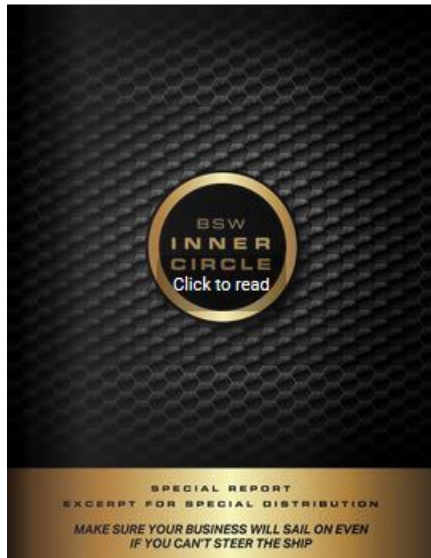 BSW
INNER
CIRCLE
Click to read
SPECIAL REPORT
EXCERPT FOR SPECIAL DISTRIBUTION
MAKE SURE YOUR BUSINESS WILL SAIL ON EVEN
IF YOU CAN'T STEER THE SHIP